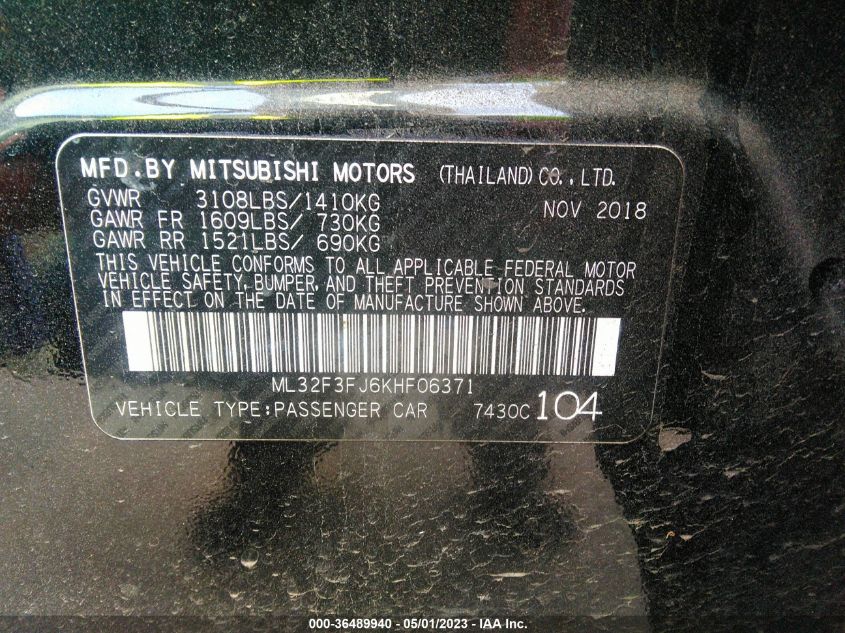 MFD.BY MITSUBISHI MOTORS (THAILAND) CO., LTD.
GVWR 3108LBS/1410KG NOV 2018
GAWR FR 1609LBS/ 730KG
GAWR RR 1521LBS/ 690KG
THIS VEHICLE CONFORMS TO ALL APPLICABLE FEDERAL MOTOR
VEHICLE SAFETY, BUMPER, AND THEFT PREVENTION STANDARDS
IN EFFECT ON THE DATE OF MANUFACTURE SHOWN ABOVE.
ML32F3FJ6KHF06371
VEHICLE TYPE:PASSENGER CAR 7430C 104
000-36489940 - 05/01/2023 - IAA Inc.